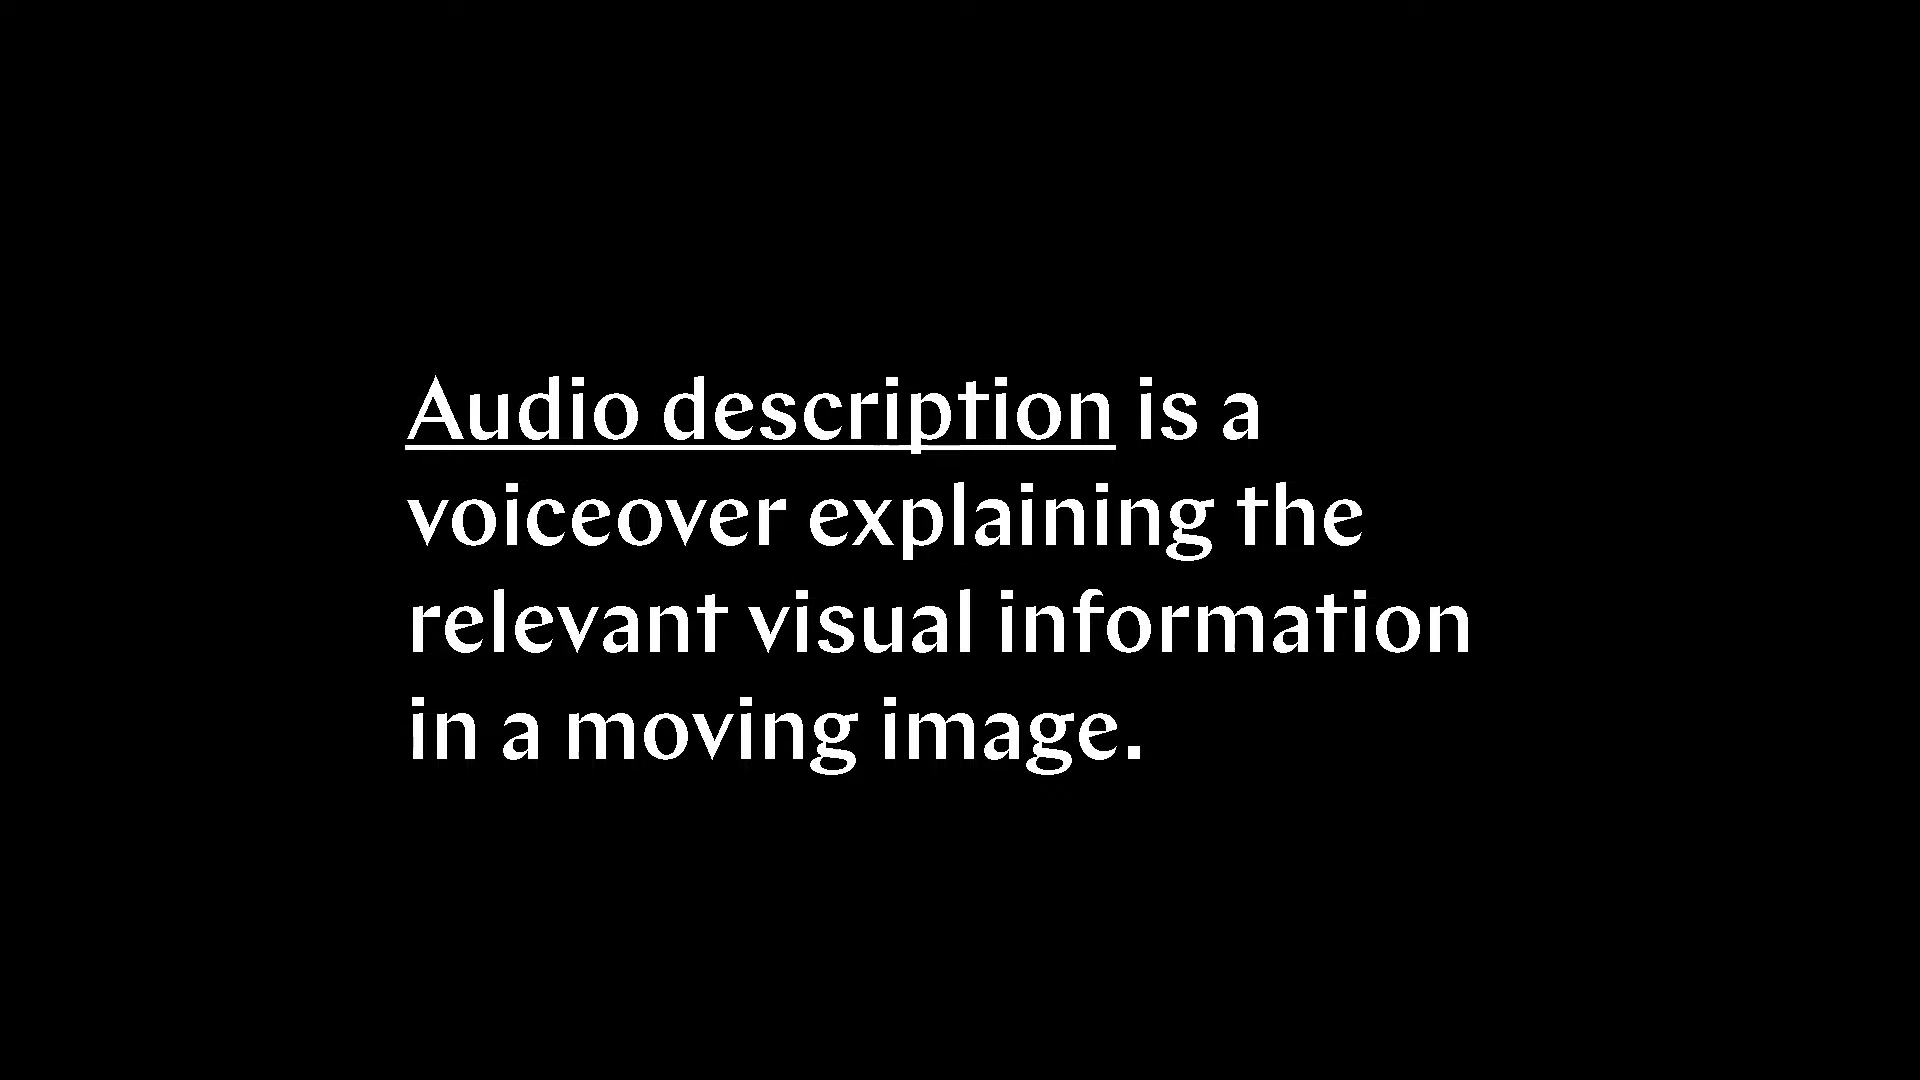 Audio description is a
voiceover explaining the
relevant visual information
in a moving image.